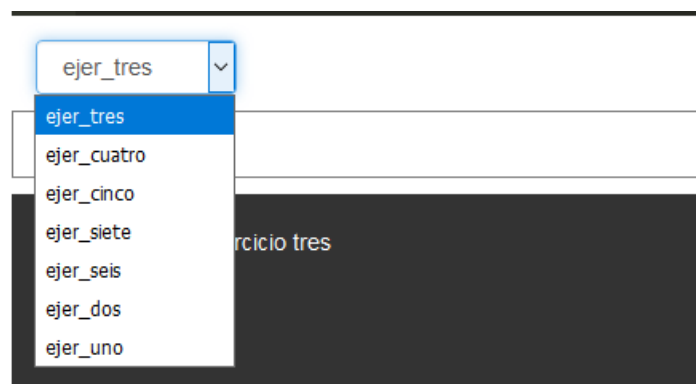 ejer_tres
ejer_tres
ejer_cuatro
ejer_cinco
ejer_siete
rcicio tres
ejer_seis
ejer_dos
ejer_uno